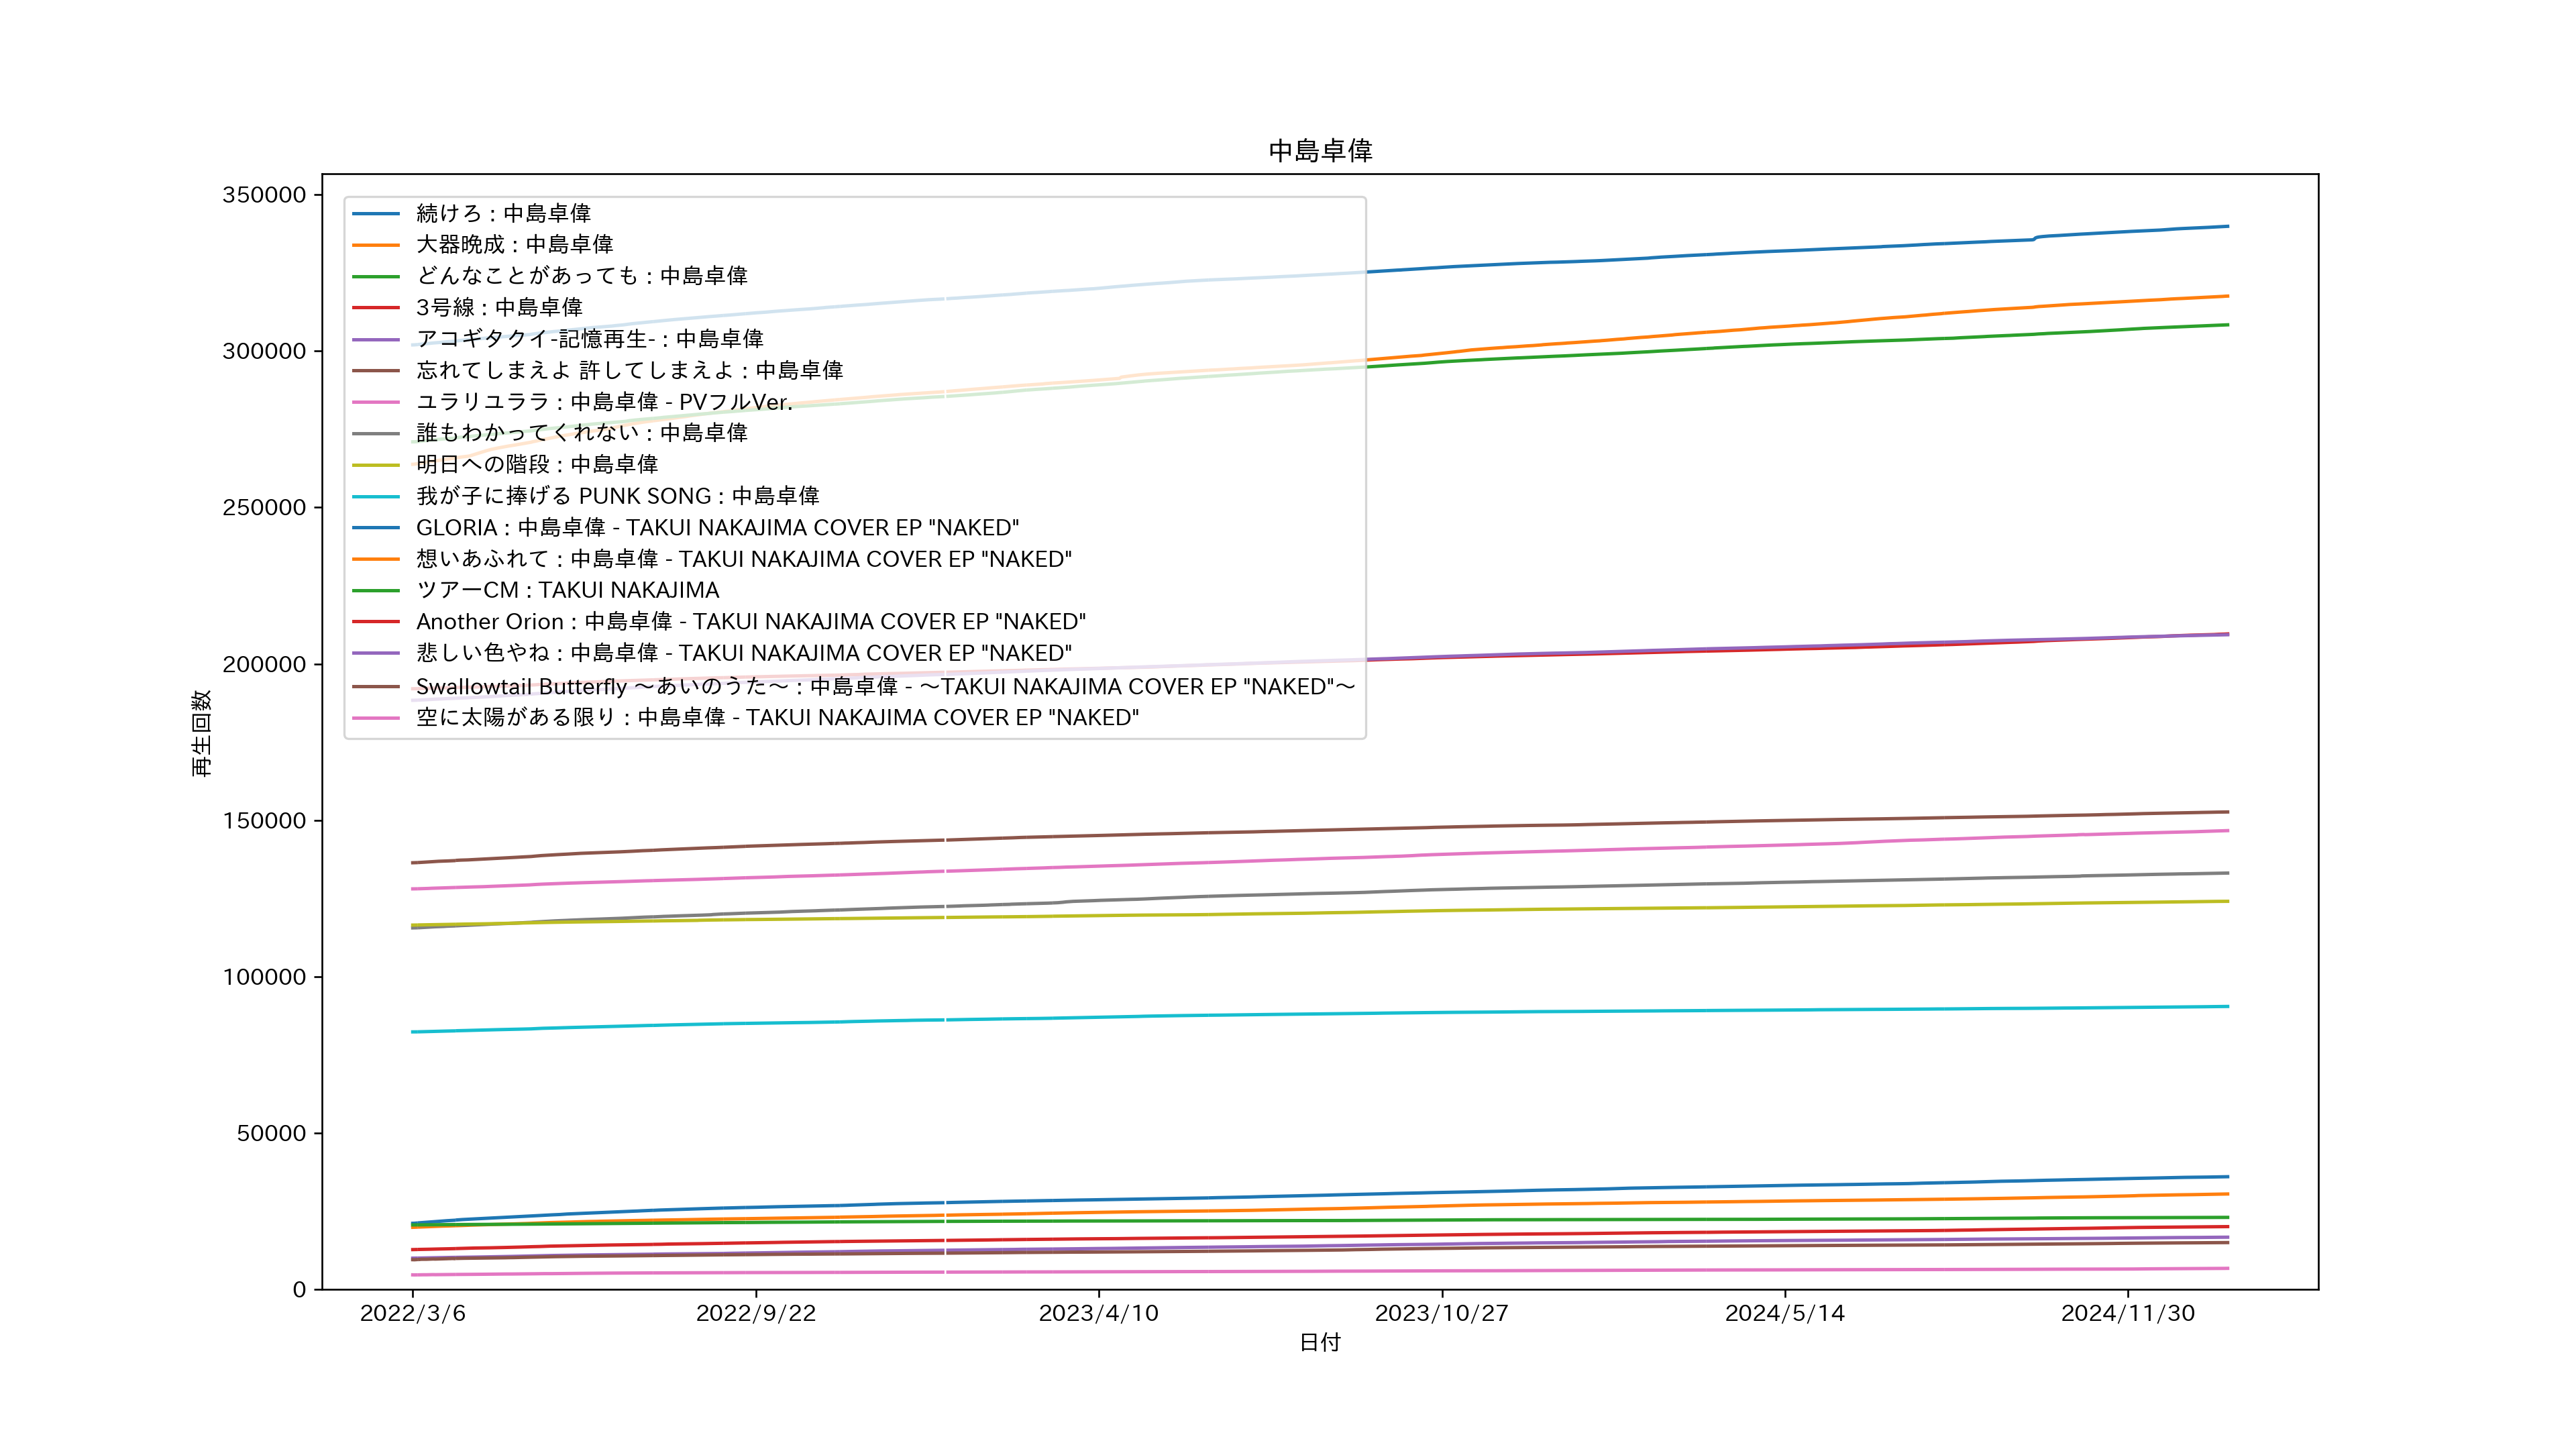 中島卓偉
350000
300000
250000
200000
150000
100000
50000
0
再生回数
続けろ : 中島卓偉
大器晩成 : 中島卓偉
どんなことがあっても : 中島卓偉
3号線 : 中島卓偉
アコギタクイ-記憶再生- : 中島卓偉
忘れてしまえよ 許してしまえよ : 中島卓偉
ユラリユララ : 中島卓偉 - PVフルVer.
誰もわかってくれない : 中島卓偉
明日への階段 : 中島卓偉
我が子に捧げる PUNK SONG : 中島卓偉
GLORIA : 中島卓偉 - TAKUI NAKAJIMA COVER EP "NAKED"
想いあふれて : 中島卓偉 - TAKUI NAKAJIMA COVER EP "NAKED"
ツアーCM : TAKUI NAKAJIMA
Another Orion : 中島卓偉 - TAKUI NAKAJIMA COVER EP "NAKED"
悲しい色やね : 中島卓偉 - TAKUI NAKAJIMA COVER EP "NAKED"
Swallowtail Butterfly 〜あいのうた〜 : 中島卓偉 - 〜TAKUI NAKAJIMA COVER EP "NAKED"〜
空に太陽がある限り : 中島卓偉 - TAKUI NAKAJIMA COVER EP "NAKED"
2022/3/6
2022/9/22
2023/4/10
2023/10/27
2024/5/14
2024/11/30
日付